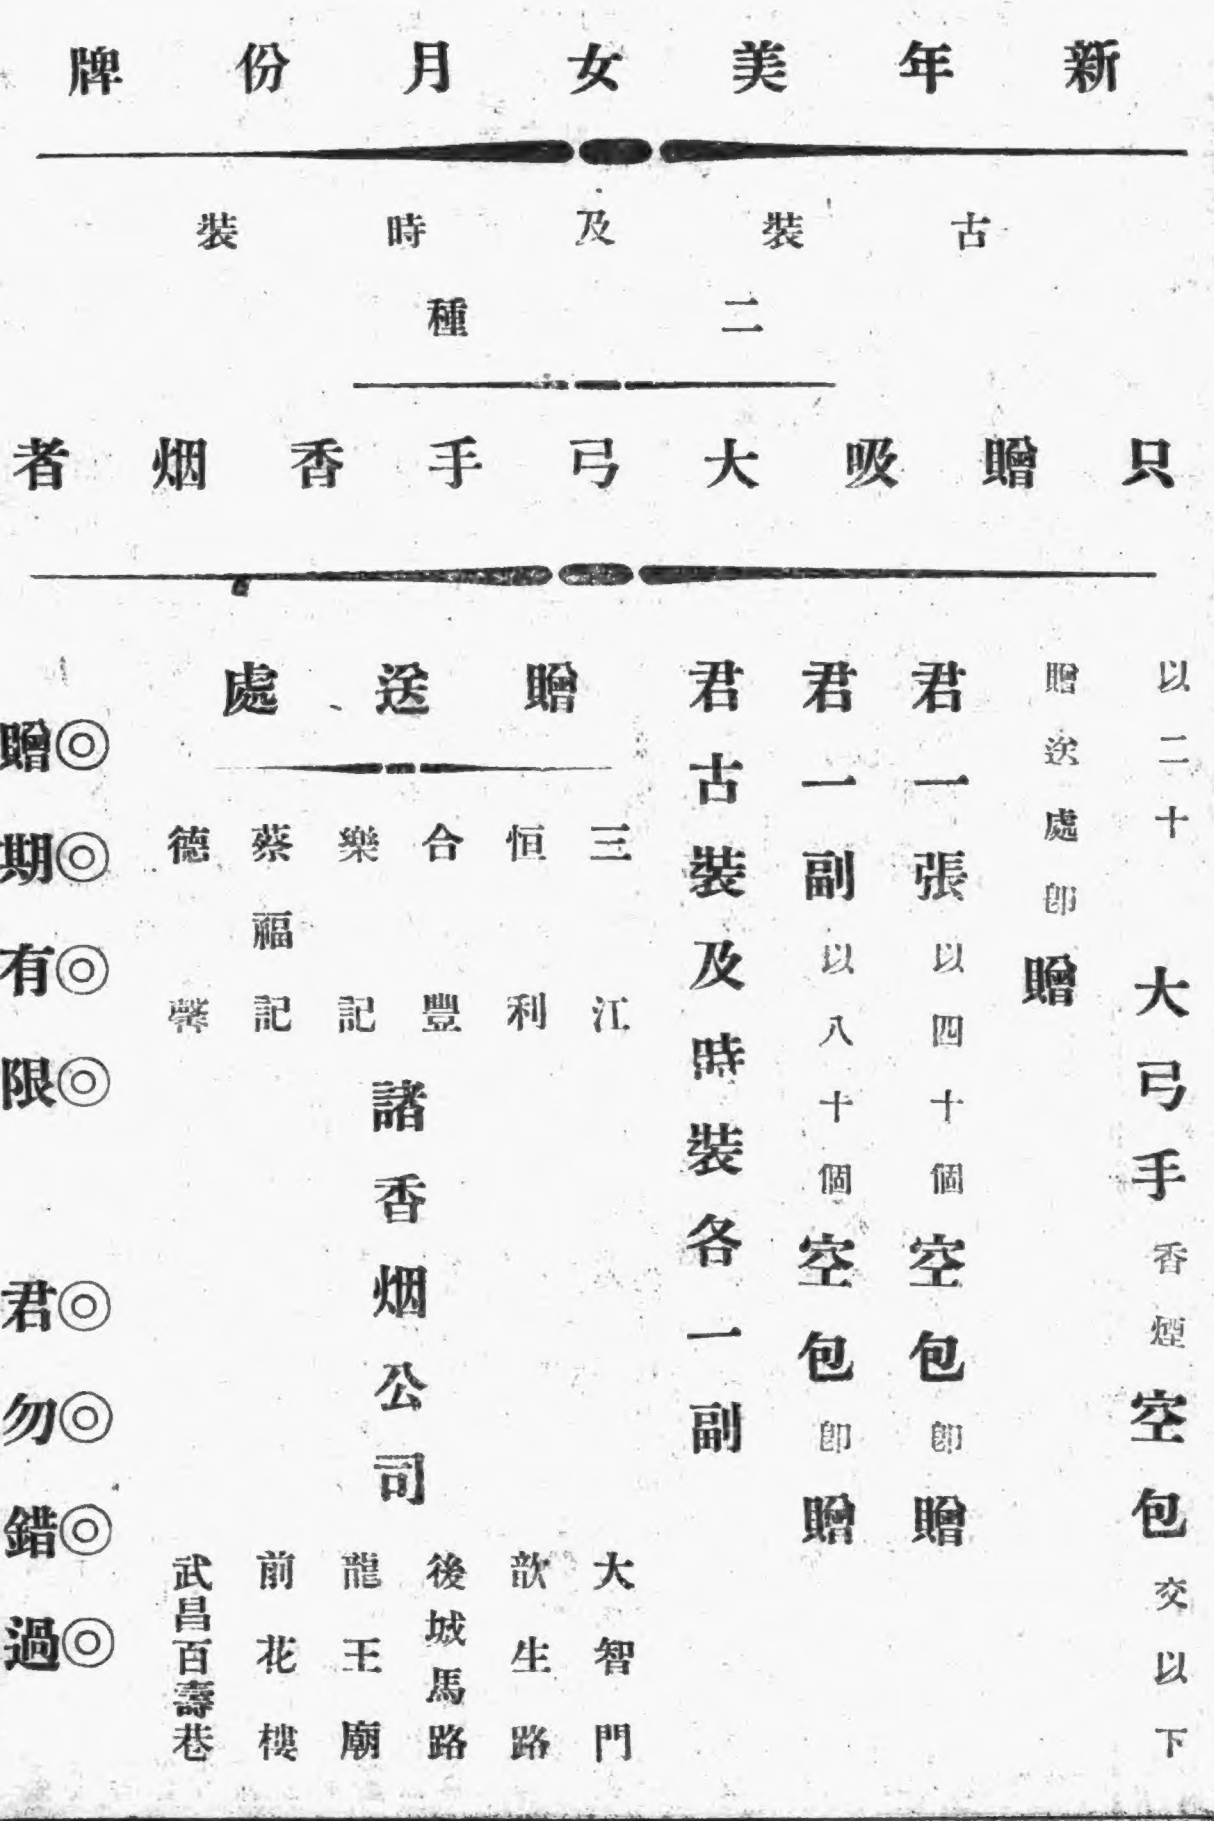 新年美女月份牌
古裝及時裝
二種
只贈吸大弓手香烟者
以二十大弓手香煙空包交以下
贈送處卽贈
君一張以四十個空包卽贈
君一副以八十個空包卽贈
君古裝及時裝各一副
贈送處
三江
恒利
合豐
樂記
蔡福記
德馨
諸香烟公司
大智門
歆生路
後城馬路
龍王廟
前花樓
武昌百壽巷
◎贈◎期◎有◎限
◎君◎勿◎錯◎過